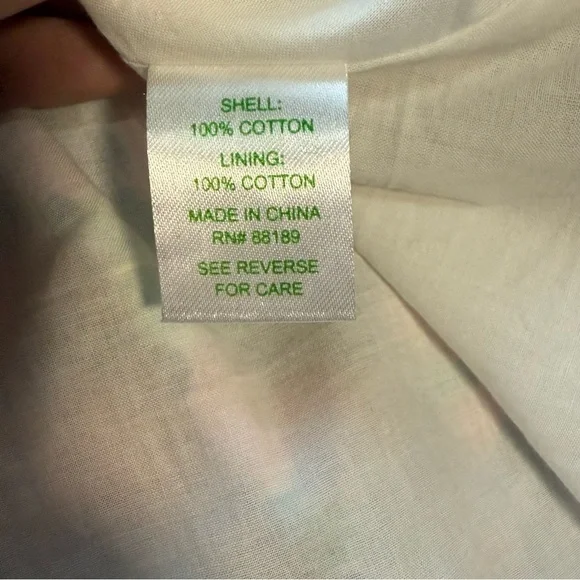 SHELL:
100% COTTON
LINING:
100% COTTON
MADE IN CHINA
RN# 88189
SEE REVERSE
FOR CARE